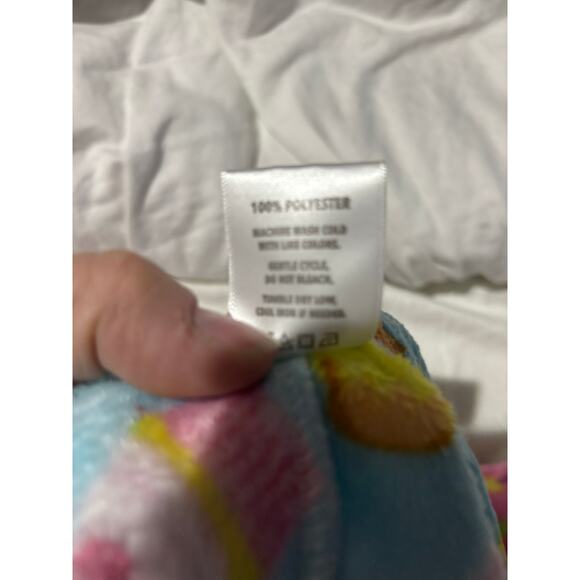 100% POLYESTER
MACHINE WASH COLD
WITH LIKE COLORS.
GENTLE CYCLE,
DO NOT BLEACH.
TUMBLE DRY LOW,
COOL IRON IF NEEDED.